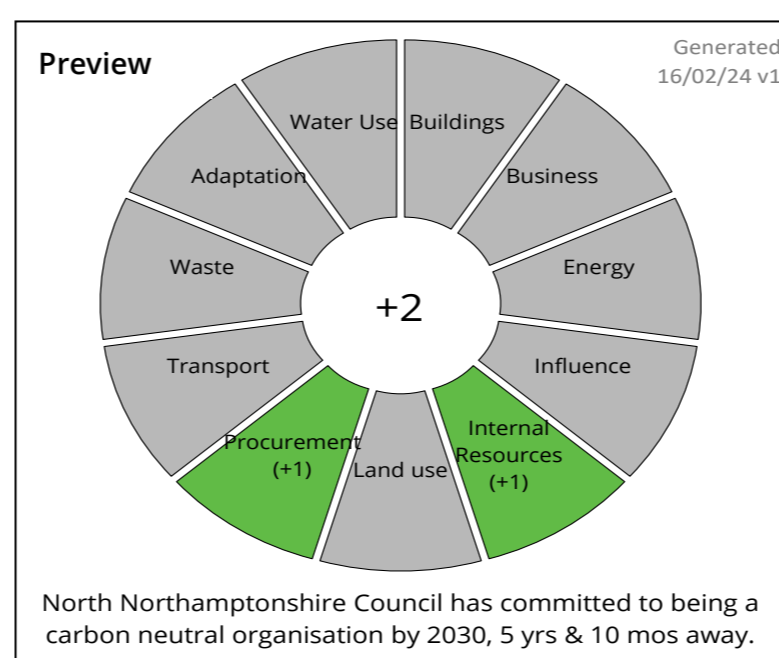 Preview
Generated
16/02/24 v1
Water Use
Buildings
Adaptation
Business
Waste
Energy
+2
Transport
Influence
Procurement
(+1)
Internal
Resources
(+1)
Land use
North Northamptonshire Council has committed to being a
carbon neutral organisation by 2030, 5 yrs & 10 mos away.